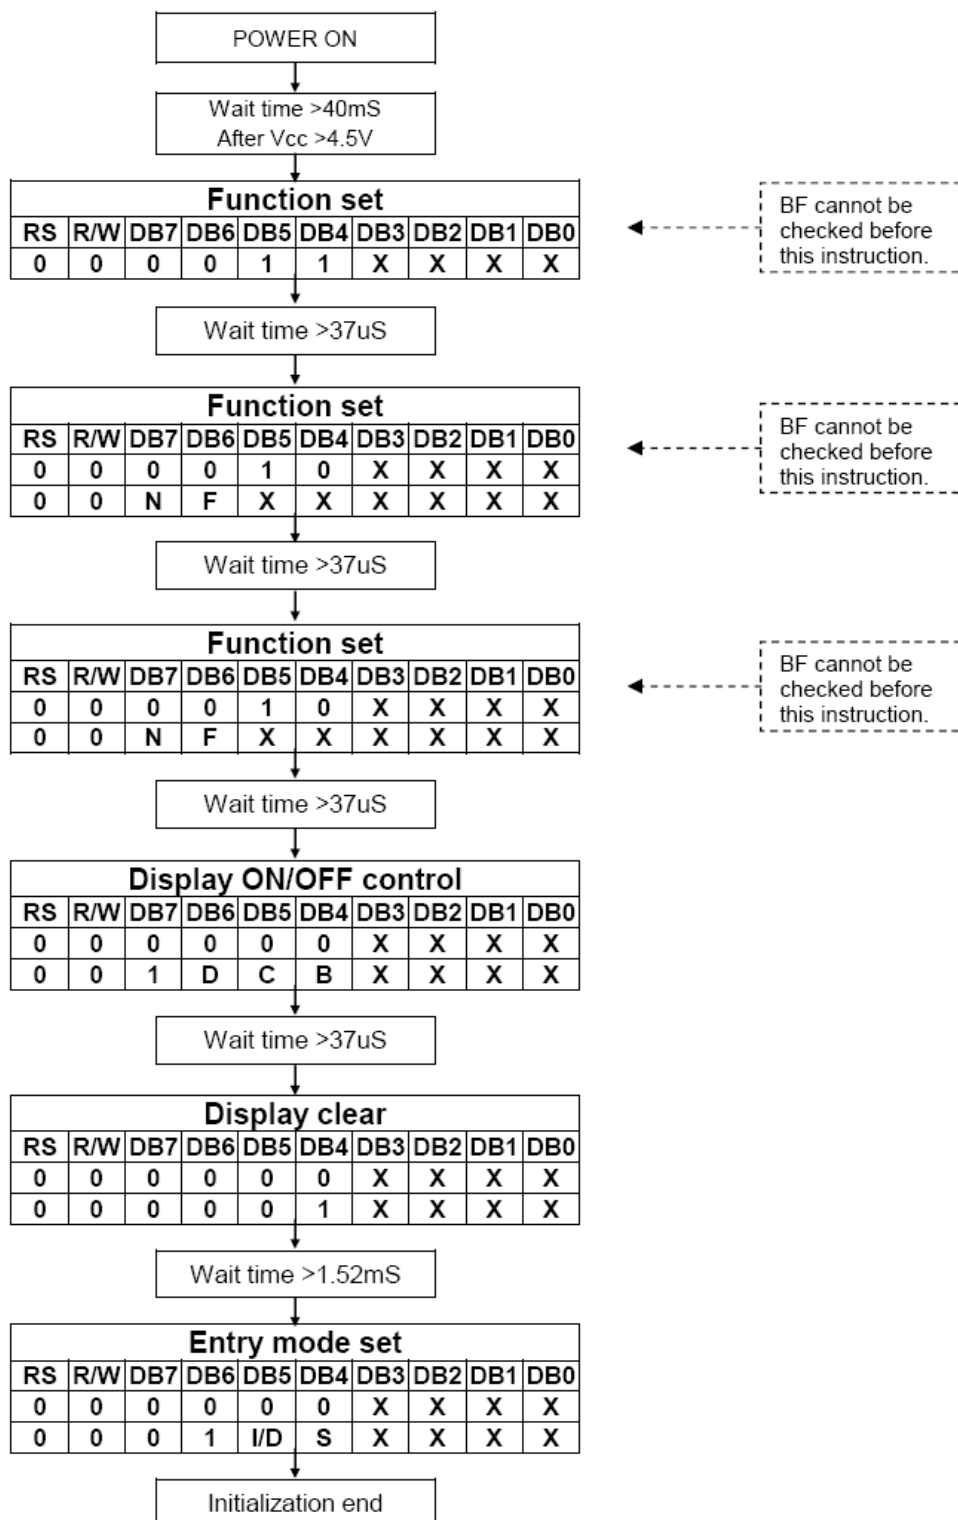 POWER ON
Wait time >40mS
After Vcc >4.5V
Function set
RS R/W DB7 DB6 DB5 DB4 DB3 DB2 DB1 DB0
0 0 0 0 1 1 X X X X
BF cannot be
checked before
this instruction.
Wait time >37uS
Function set
RS R/W DB7 DB6 DB5 DB4 DB3 DB2 DB1 DB0
0 0 0 0 1 0 X X X X
0 0 N F X X X X X X
BF cannot be
checked before
this instruction.
Wait time >37uS
Function set
RS R/W DB7 DB6 DB5 DB4 DB3 DB2 DB1 DB0
0 0 0 0 1 0 X X X X
0 0 N F X X X X X X
BF cannot be
checked before
this instruction.
Wait time >37uS
Display ON/OFF control
RS R/W DB7 DB6 DB5 DB4 DB3 DB2 DB1 DB0
0 0 0 0 0 0 X X X X
0 0 1 D C B X X X X
Wait time >37uS
Display clear
RS R/W DB7 DB6 DB5 DB4 DB3 DB2 DB1 DB0
0 0 0 0 0 0 X X X X
0 0 0 0 0 1 X X X X
Wait time >1.52mS
Entry mode set
RS R/W DB7 DB6 DB5 DB4 DB3 DB2 DB1 DB0
0 0 0 0 0 0 X X X X
0 0 0 1 I/D S X X X X
Initialization end